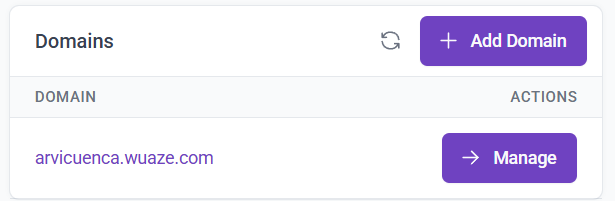 Domains
Add Domain
DOMAIN
ACTIONS
arvicuenca.wuaze.com
Manage